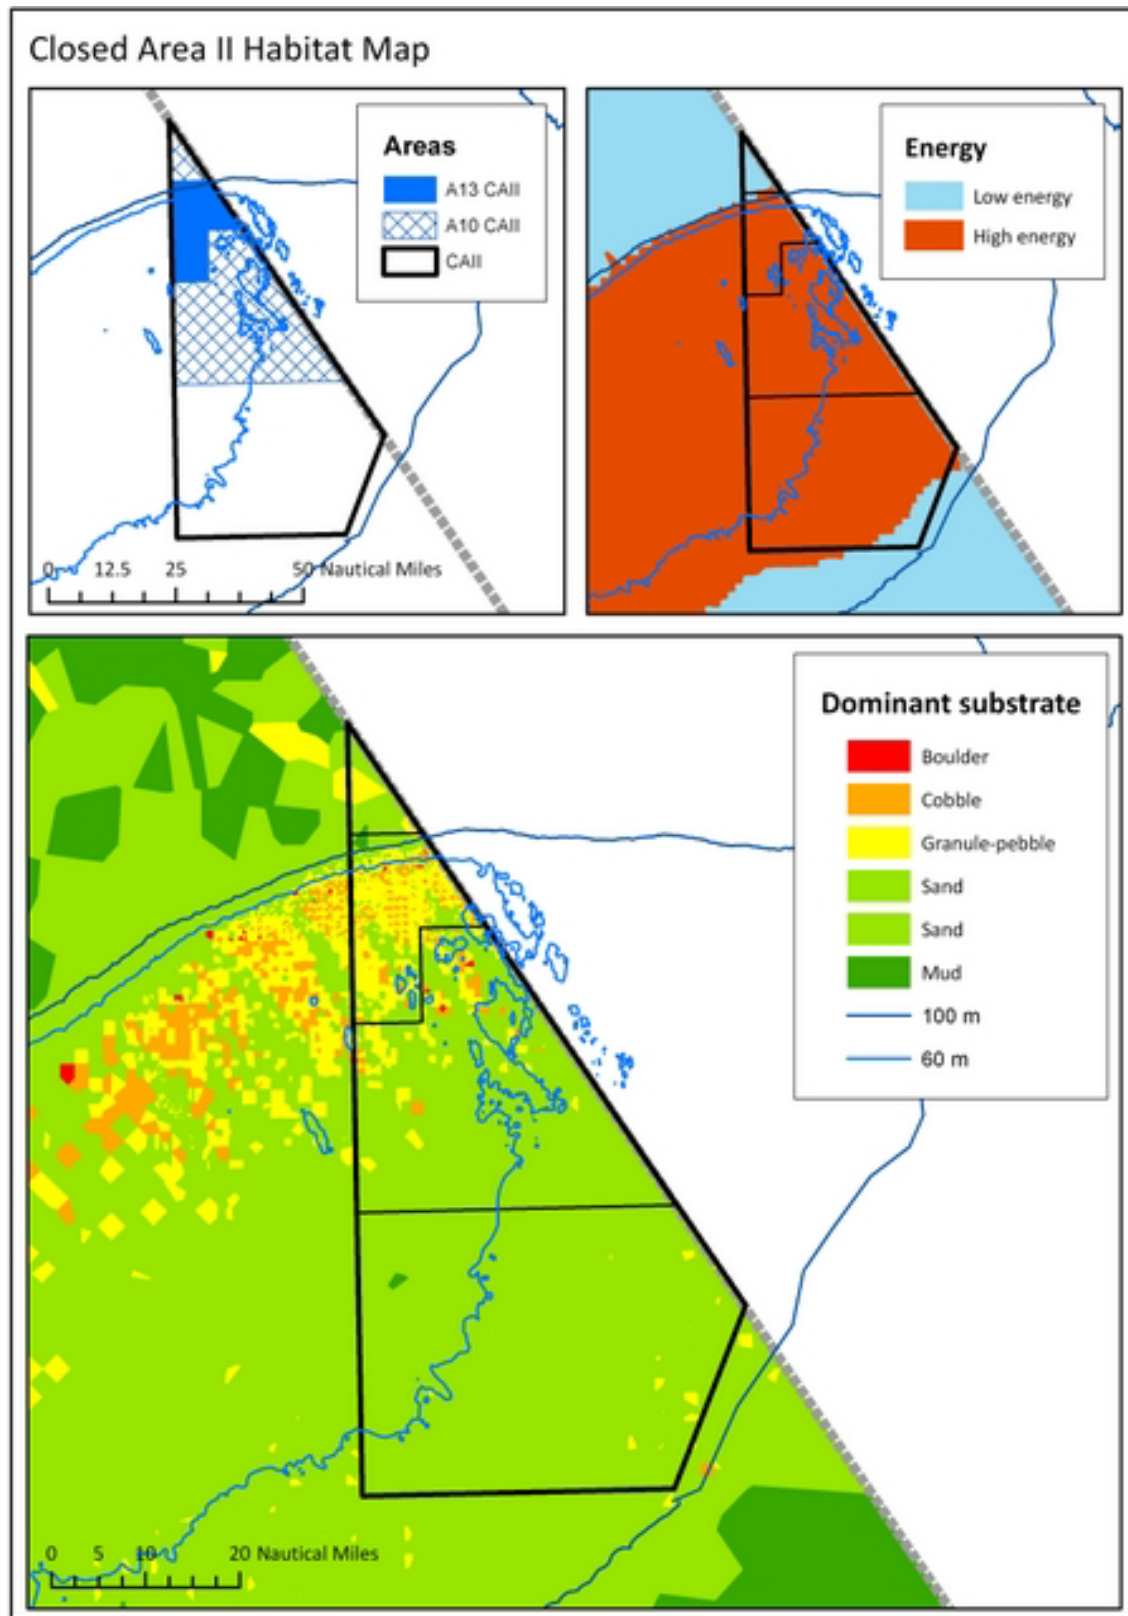 Closed Area II Habitat Map
Areas
A13 CAII
A10 CAII
CAII
0 12.5 25 50 Nautical Miles
Energy
Low energy
High energy
Dominant substrate
Boulder
Cobble
Granule-pebble
Sand
Sand
Mud
100 m
60 m
0 5 10 20 Nautical Miles